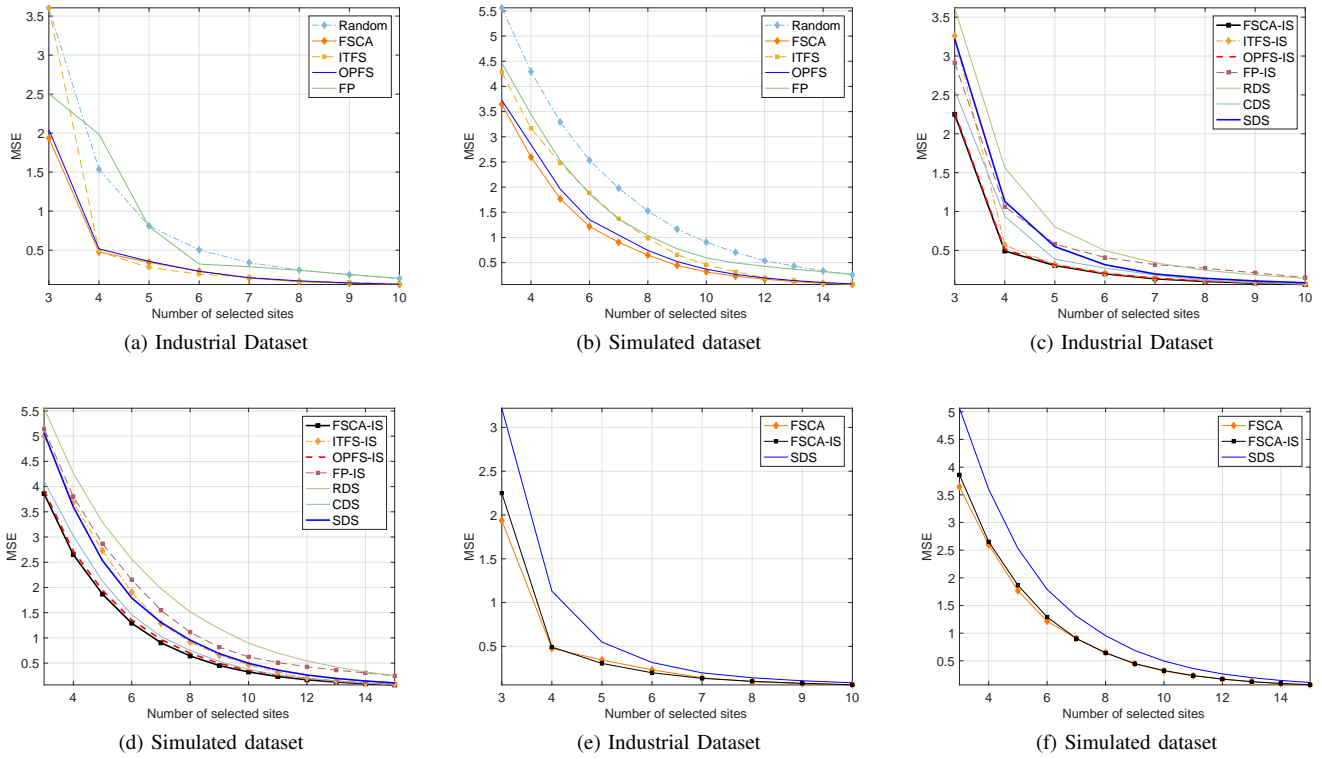 3.5
3
2.5
2
1.5
1
0.5
MSE
3 4 5 6 7 8 9 10
Number of selected sites
Random
FSCA
ITFS
OPFS
FP
(a) Industrial Dataset
5.5
5
4.5
4
3.5
3
2.5
2
1.5
1
0.5
MSE
4 6 8 10 12 14
Number of selected sites
Random
FSCA
ITFS
OPFS
FP
(b) Simulated dataset
3.5
3
2.5
2
1.5
1
0.5
MSE
3 4 5 6 7 8 9 10
Number of selected sites
FSCA-IS
ITFS-IS
OPFS-IS
FP-IS
RDS
CDS
SDS
(c) Industrial Dataset
5.5
5
4.5
4
3.5
3
2.5
2
1.5
1
0.5
MSE
4 6 8 10 12 14
Number of selected sites
FSCA-IS
ITFS-IS
OPFS-IS
FP-IS
RDS
CDS
SDS
(d) Simulated dataset
3
2.5
2
1.5
1
0.5
MSE
3 4 5 6 7 8 9 10
Number of selected sites
FSCA
FSCA-IS
SDS
(e) Industrial Dataset
5
4.5
4
3.5
3
2.5
2
1.5
1
0.5
MSE
4 6 8 10 12 14
Number of selected sites
FSCA
FSCA-IS
SDS
(f) Simulated dataset